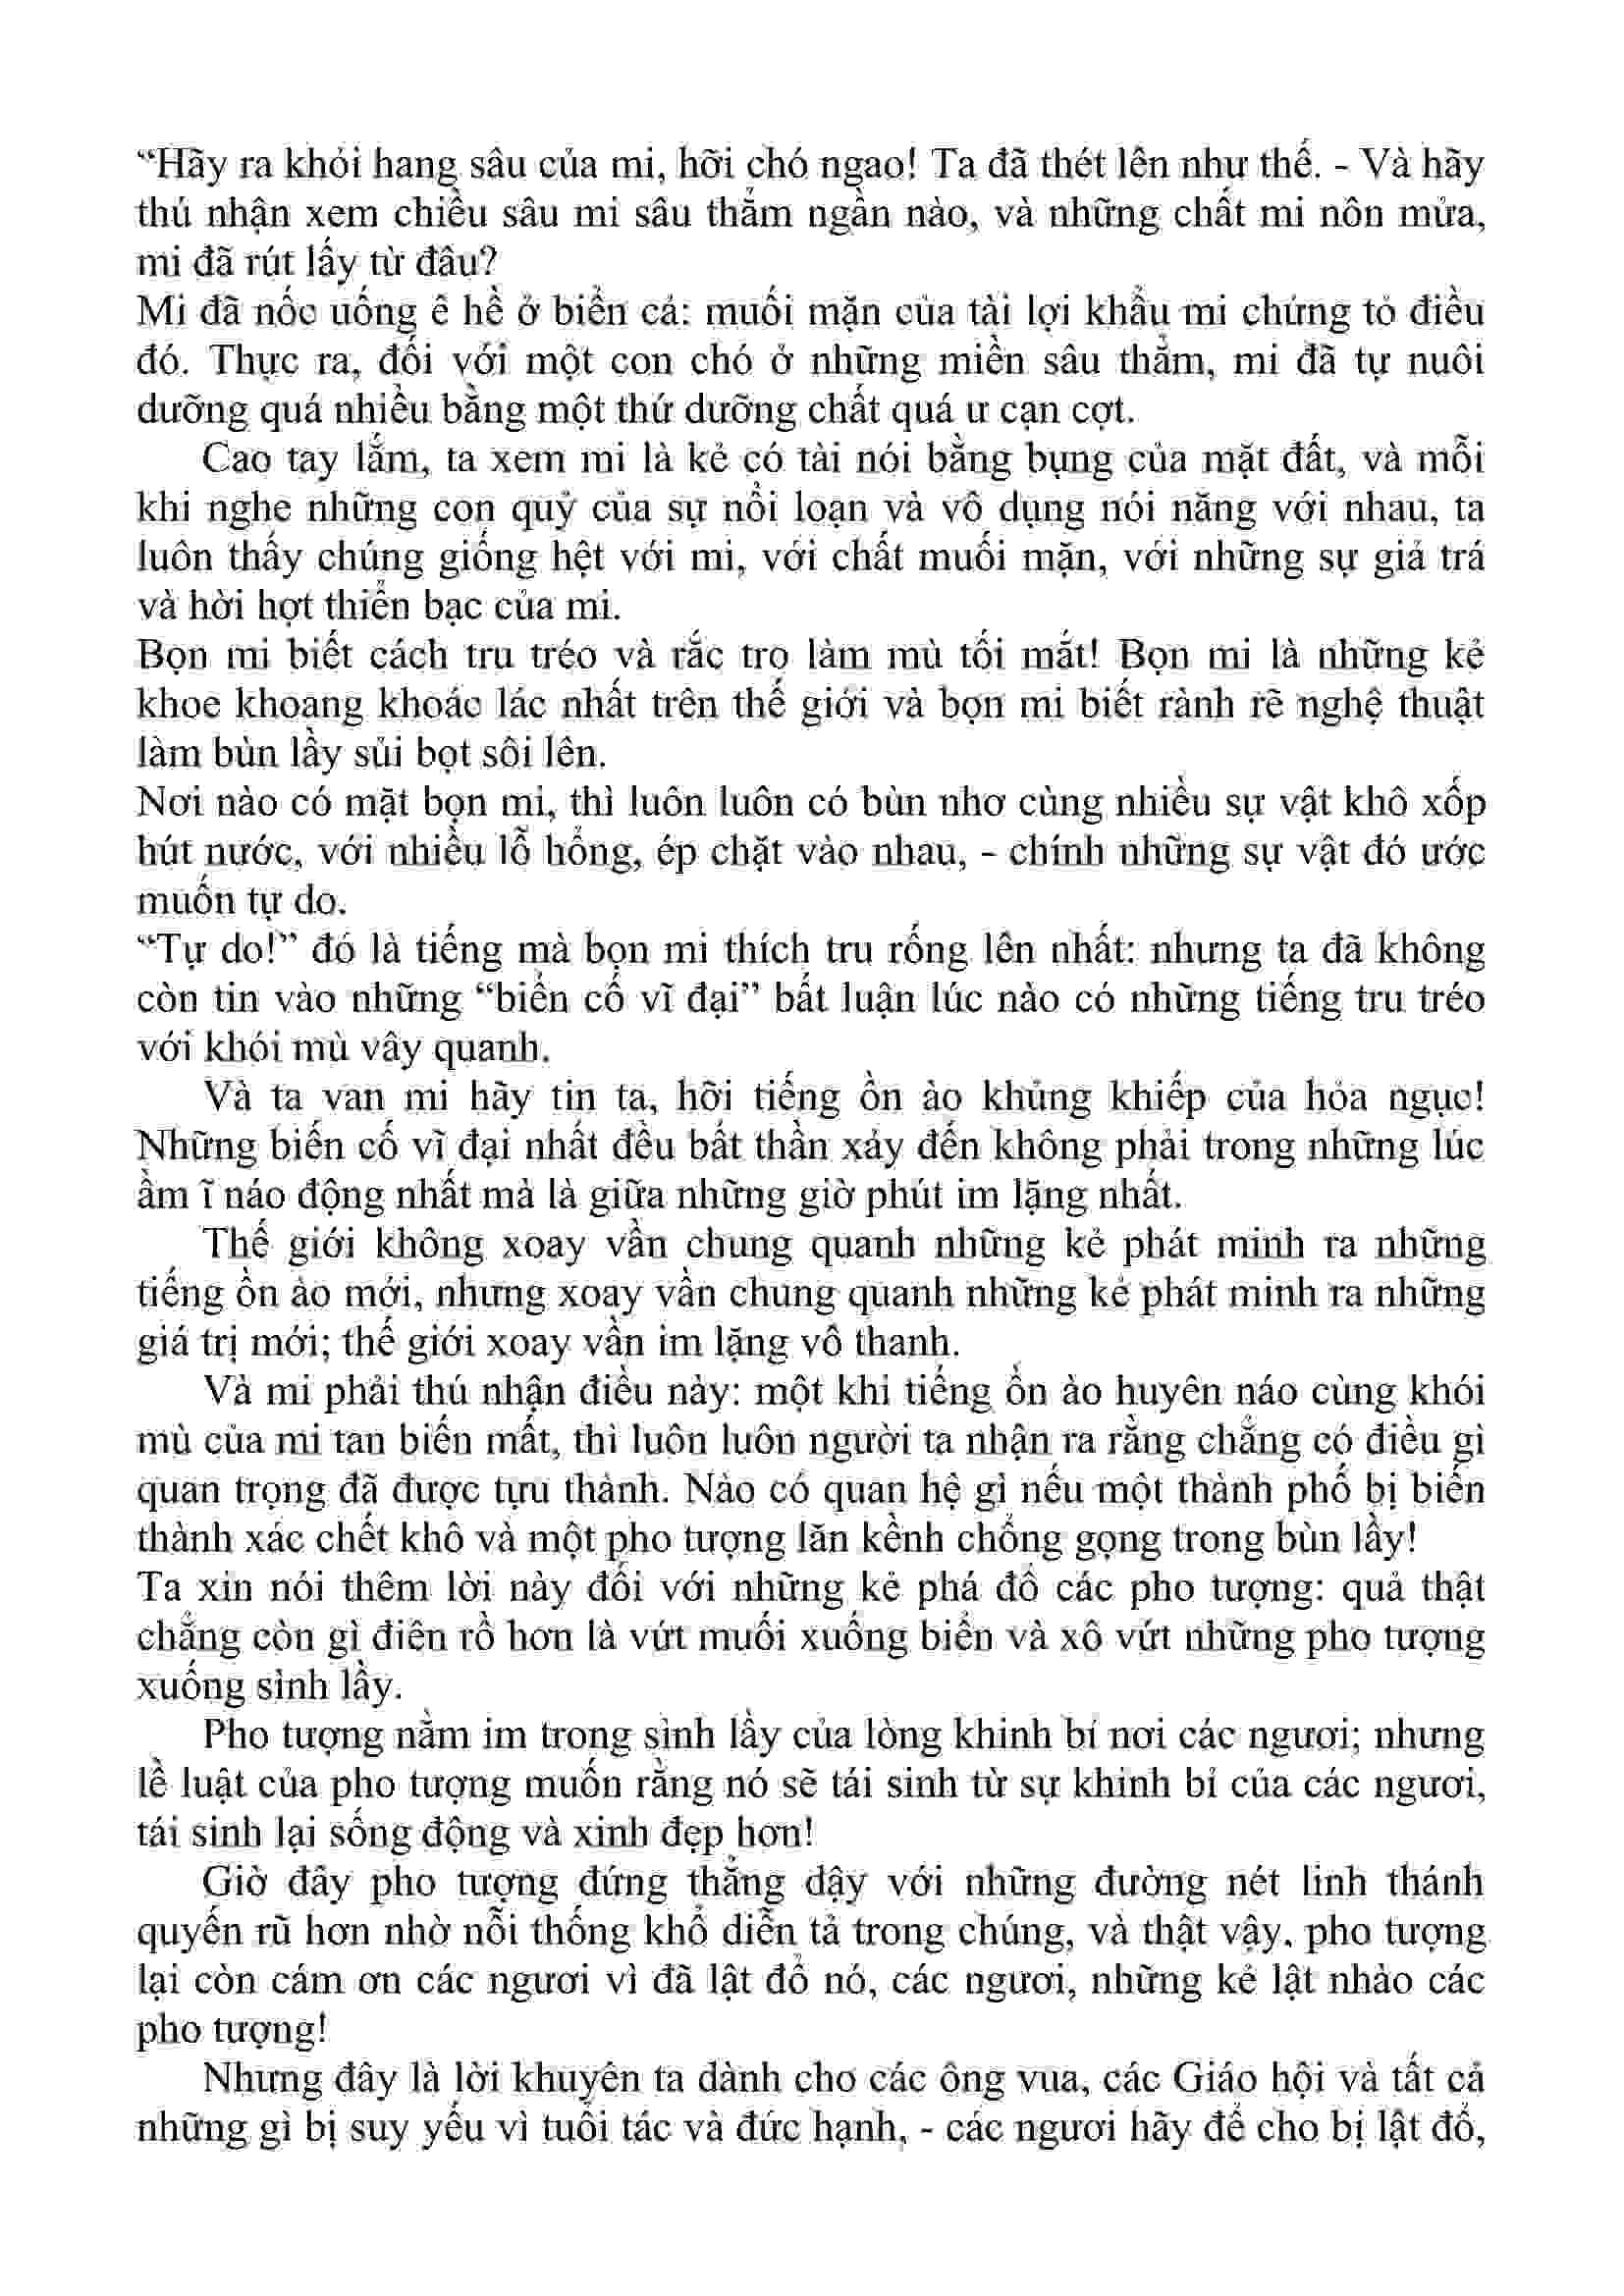 “Hãy ra khỏi hang sâu của mi, hỡi chó ngao! Ta đã thét lên như thế. - Và hãy
thú nhận xem chiều sâu mi sâu thẳm ngần nào, và những chất mi nôn mửa,
mi đã rút lấy từ đâu?
Mi đã nốc uống ê hề ở biển cả: muối mặn của tài lợi khẩu mi chứng tỏ điều
đó. Thực ra, đối với một con chó ở những miền sâu thẳm, mi đã tự nuôi
dưỡng quá nhiều bằng một thứ dưỡng chất quá ư cạn cợt.
Cao tay lắm, ta xem mi là kẻ có tài nói bằng bụng của mặt đất, và mỗi
khi nghe những con quỷ của sự nổi loạn và vô dụng nói năng với nhau, ta
luôn thấy chúng giống hệt với mi, với chất muối mặn, với những sự giả trá
và hời hợt thiển bạc của mi.
Bọn mi biết cách tru tréo và rắc tro làm mù tối mắt! Bọn mi là những kẻ
khoe khoang khoác lác nhất trên thế giới và bọn mi biết rành rẽ nghệ thuật
làm bùn lầy sủi bọt sôi lên.
Nơi nào có mặt bọn mi, thì luôn luôn có bùn nhơ cùng nhiều sự vật khô xốp
hút nước, với nhiều lỗ hổng, ép chặt vào nhau, - chính những sự vật đó ước
muốn tự do.
“Tự do!” đó là tiếng mà bọn mi thích tru rống lên nhất: nhưng ta đã không
còn tin vào những “biến cố vĩ đại” bất luận lúc nào có những tiếng tru tréo
với khói mù vây quanh.
Và ta van mi hãy tin ta, hỡi tiếng ồn ào khủng khiếp của hỏa ngục!
Những biến cố vĩ đại nhất đều bất thần xảy đến không phải trong những lúc
ầm ĩ náo động nhất mà là giữa những giờ phút im lặng nhất.
Thế giới không xoay vần chung quanh những kẻ phát minh ra những
tiếng ồn ào mới, nhưng xoay vần chung quanh những kẻ phát minh ra những
giá trị mới; thế giới xoay vần im lặng vô thanh.
Và mi phải thú nhận điều này: một khi tiếng ồn ào huyên náo cùng khói
mù của mi tan biến mất, thì luôn luôn người ta nhận ra rằng chẳng có điều gì
quan trọng đã được tựu thành. Nào có quan hệ gì nếu một thành phố bị biến
thành xác chết khô và một pho tượng lăn kềnh chổng gọng trong bùn lầy!
Ta xin nói thêm lời này đối với những kẻ phá đổ các pho tượng: quả thật
chẳng còn gì điên rồ hơn là vứt muối xuống biển và xô vứt những pho tượng
xuống sình lầy.
Pho tượng nằm im trong sình lầy của lòng khinh bỉ nơi các ngươi; nhưng
lề luật của pho tượng muốn rằng nó sẽ tái sinh từ sự khinh bỉ của các ngươi,
tái sinh lại sống động và xinh đẹp hơn!
Giờ đây pho tượng đứng thẳng dậy với những đường nét linh thánh
quyến rũ hơn nhờ nỗi thống khổ diễn tả trong chúng, và thật vậy, pho tượng
lại còn cám ơn các ngươi vì đã lật đổ nó, các ngươi, những kẻ lật nhào các
pho tượng!
Nhưng đây là lời khuyên ta dành cho các ông vua, các Giáo hội và tất cả
những gì bị suy yếu vì tuổi tác và đức hạnh, - các ngươi hãy để cho bị lật đổ,